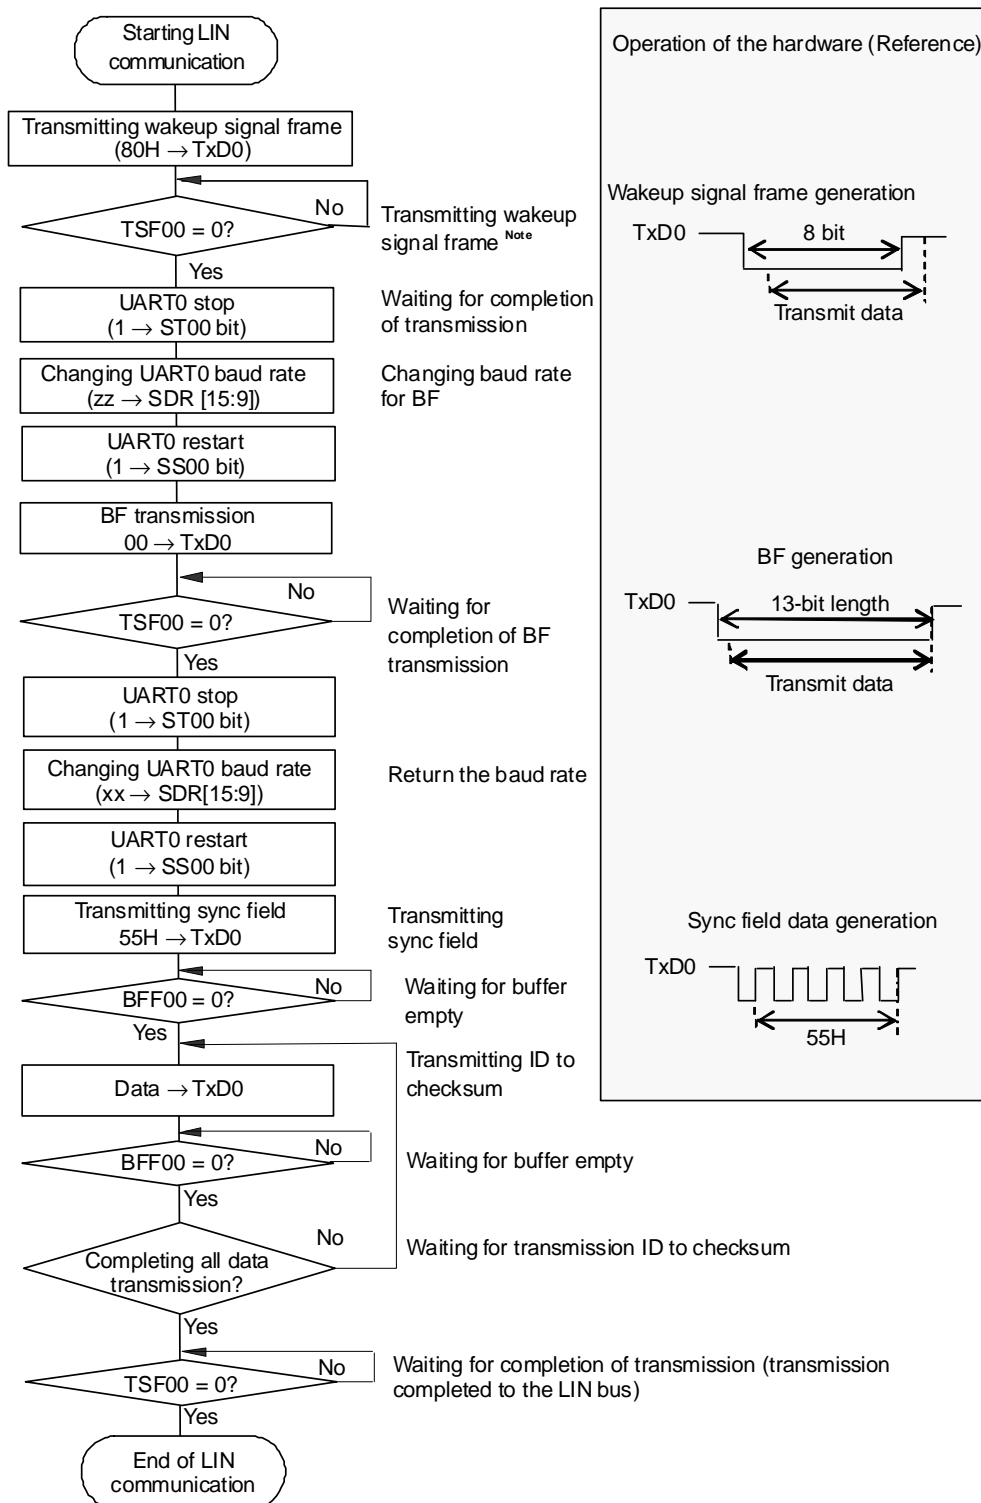 Starting LIN
communication
Transmitting wakeup signal frame
(80H → TxD0)
No
TSF00 = 0?
Transmitting wakeup
signal frame Note
Yes
UART0 stop
(1 → ST00 bit)
Waiting for completion
of transmission
Changing UART0 baud rate
(zz → SDR [15:9])
Changing baud rate
for BF
UART0 restart
(1 → SS00 bit)
BF transmission
00 → TxD0
No
TSF00 = 0?
Waiting for
completion of BF
transmission
Yes
UART0 stop
(1 → ST00 bit)
Changing UART0 baud rate
(xx → SDR[15:9])
Return the baud rate
UART0 restart
(1 → SS00 bit)
Transmitting sync field
55H → TxD0
Transmitting
sync field
No
BFF00 = 0?
Waiting for buffer
empty
Yes
Transmitting ID to
checksum
Data → TxD0
No
BFF00 = 0?
Waiting for buffer empty
Yes
No
Completing all data
transmission?
Waiting for transmission ID to checksum
Yes
No
TSF00 = 0?
Waiting for completion of transmission (transmission
completed to the LIN bus)
Yes
End of LIN
communication
Operation of the hardware (Reference)
Wakeup signal frame generation
TxD0
8 bit
Transmit data
BF generation
TxD0
13-bit length
Transmit data
Sync field data generation
TxD0
55H